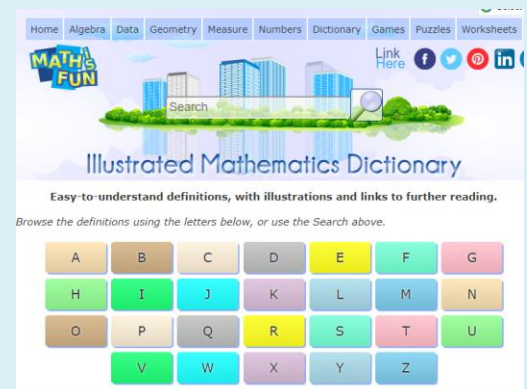 Home Algebra Data Geometry Measure Numbers Dictionary Games Puzzles Worksheets
MATH IS FUN
Link Here
Search
Illustrated Mathematics Dictionary
Easy-to-understand definitions, with illustrations and links to further reading.
Browse the definitions using the letters below, or use the Search above.
A B C D E F G
H I J K L M N
O P Q R S T U
V W X Y Z